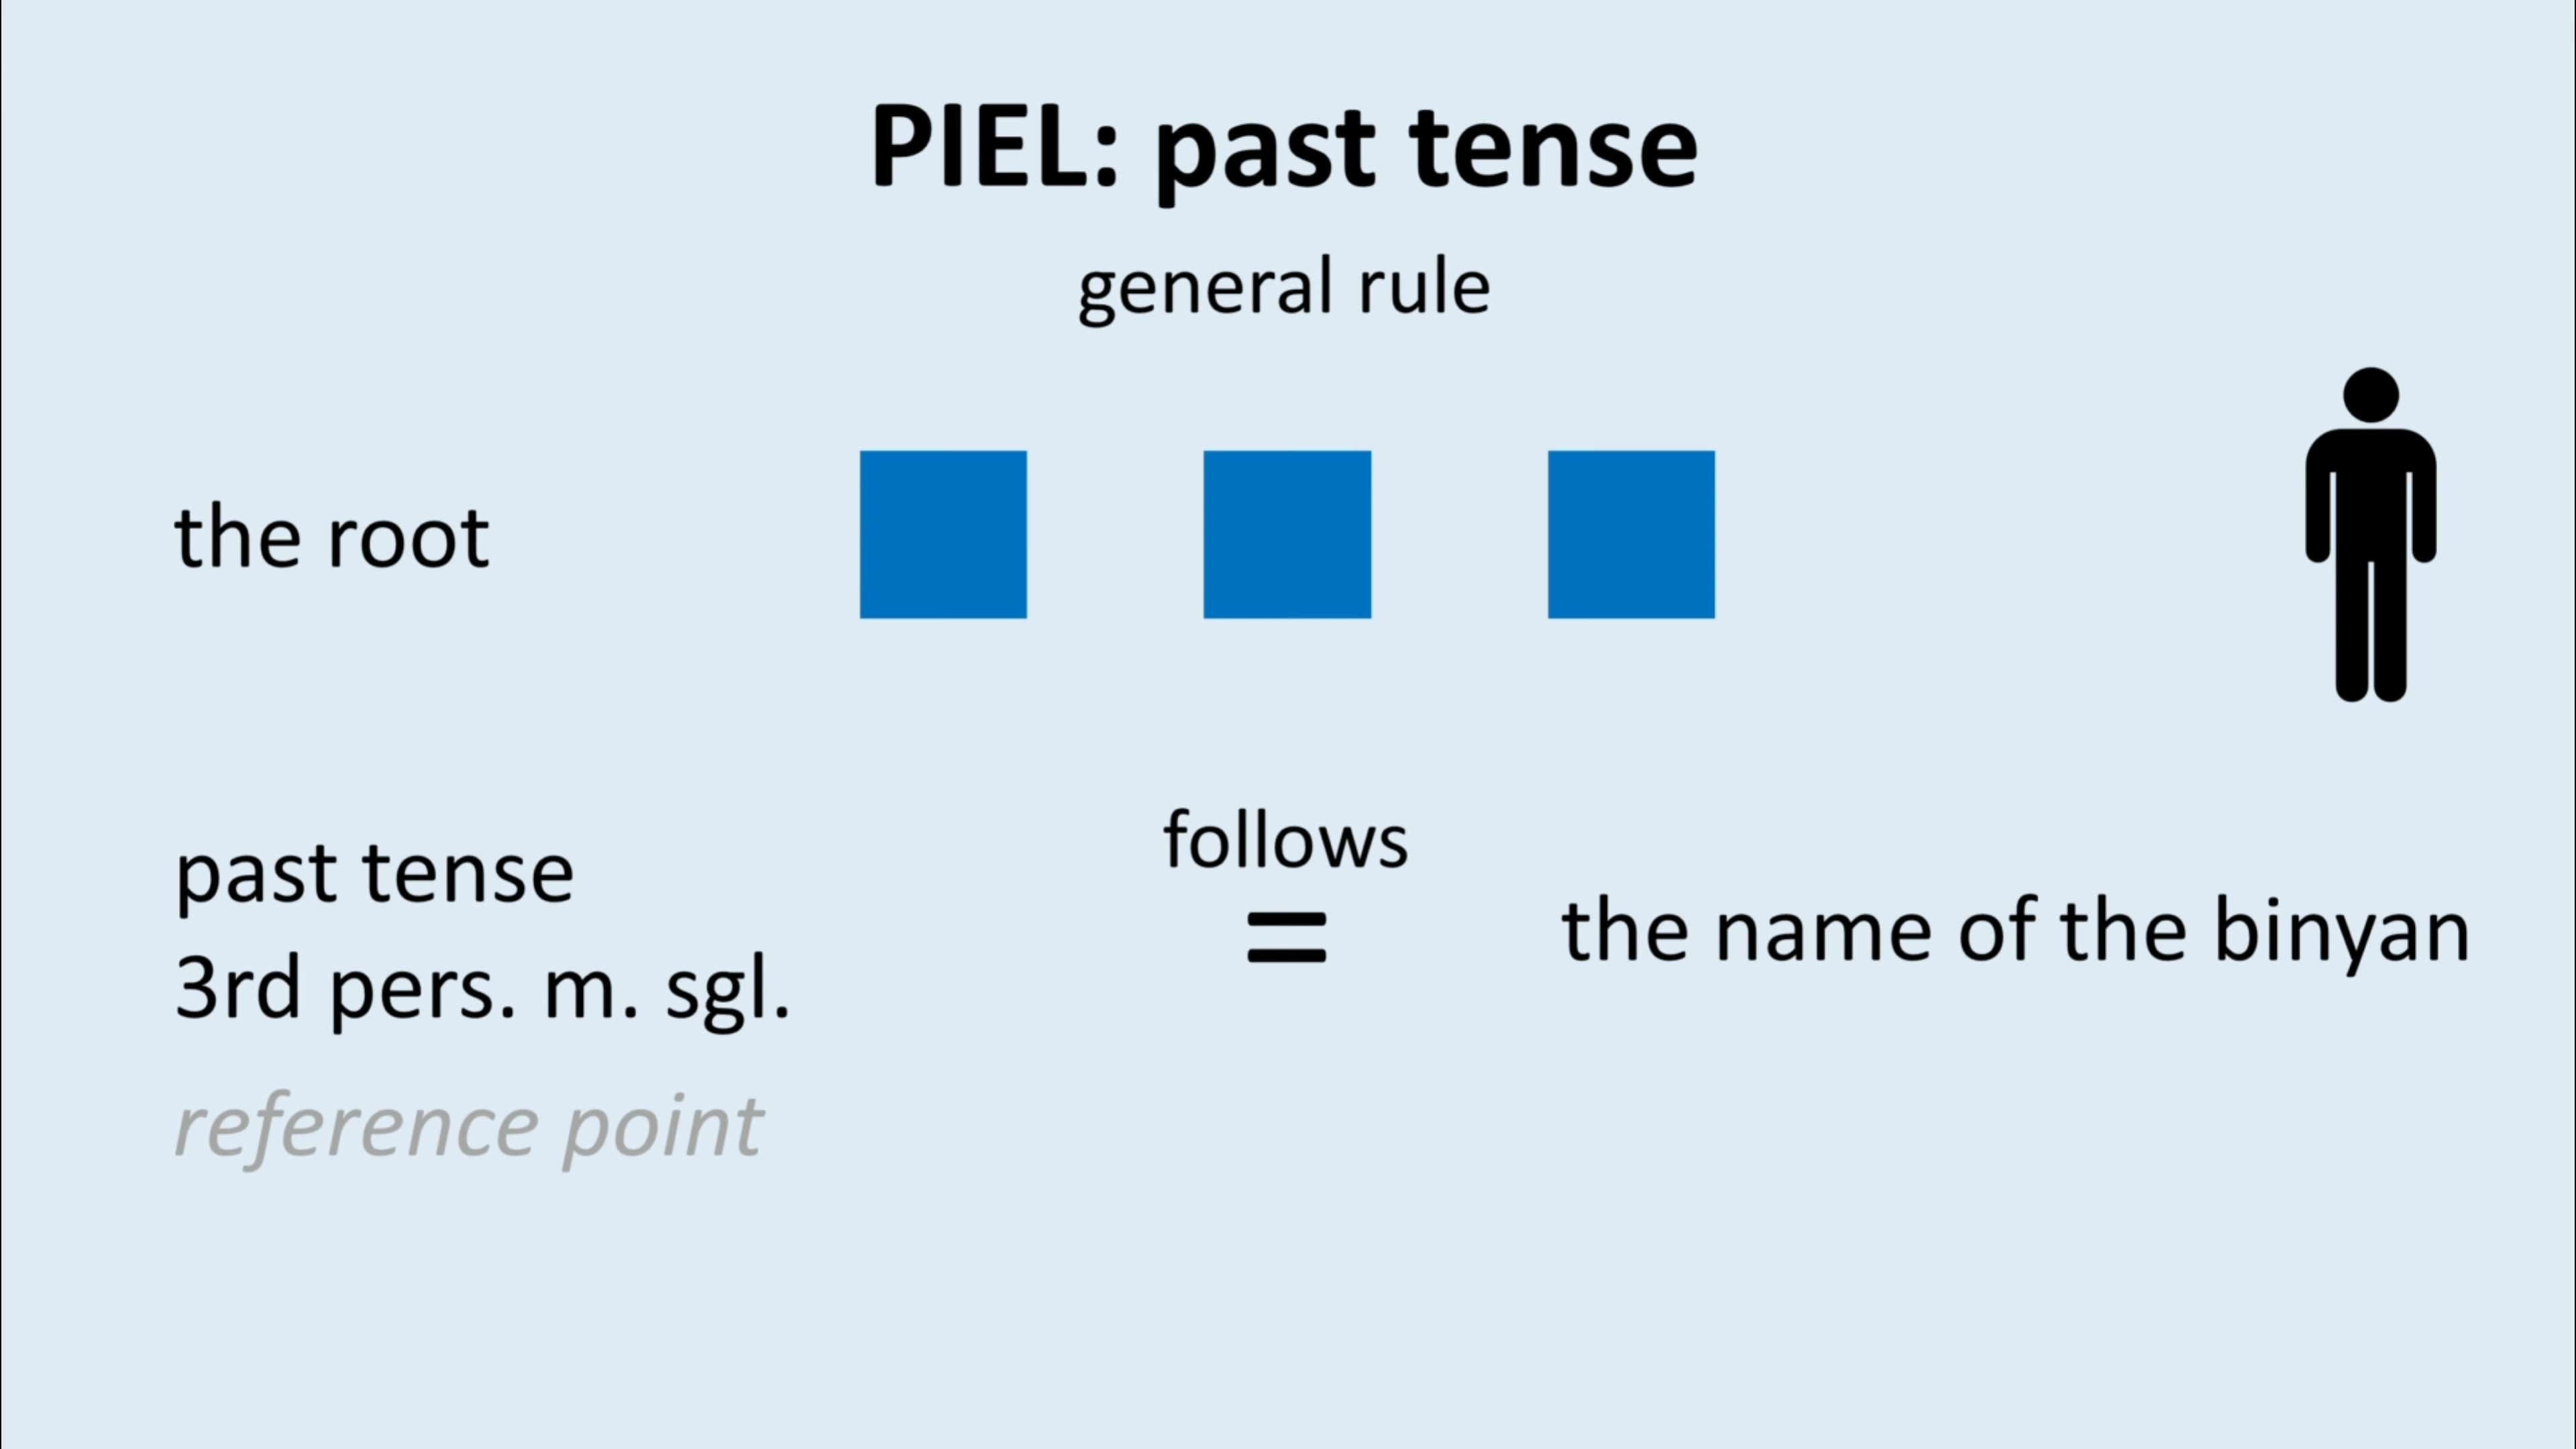 PIEL: past tense
general rule
the root
past tense
3rd pers. m. sgl.
reference point
follows
=
the name of the binyan